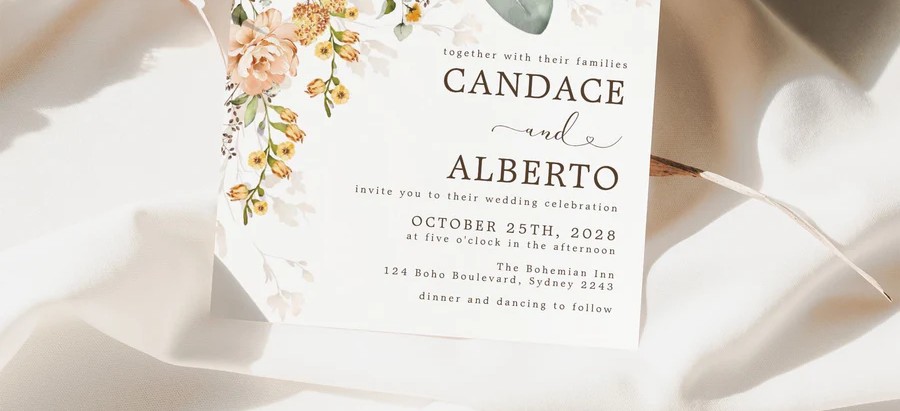 together with their families
CANDACE
and
ALBERTO
invite you to their wedding celebration
OCTOBER 25TH, 2028
at five o'clock in the afternoon
The Bohemian Inn
124 Boho Boulevard, Sydney 2243
dinner and dancing to follow